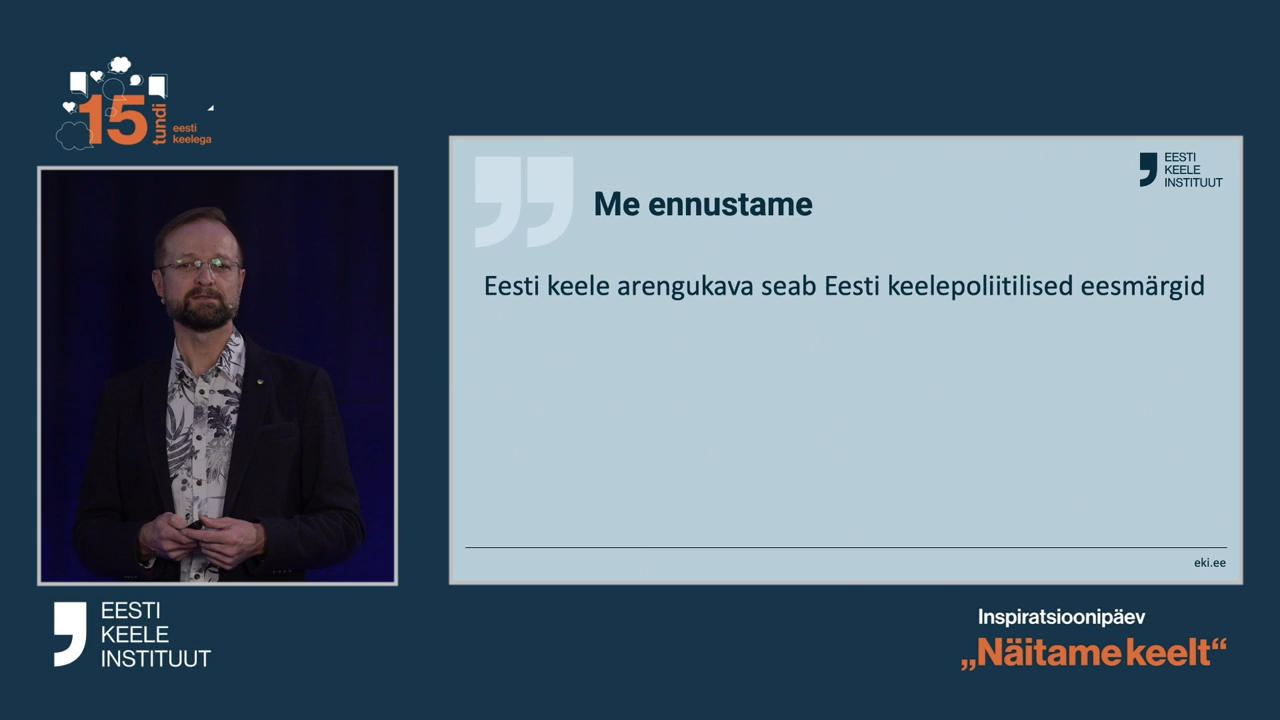 15
tundi
eesti
keelega
EESTI
KEELE
INSTITUUT
Me ennustame
Eesti keele arengukava seab Eesti keelepoliitilised eesmärgid
eki.ee
EESTI
KEELE
INSTITUUT
Inspiratsioonipäev
„Näitame keelt“